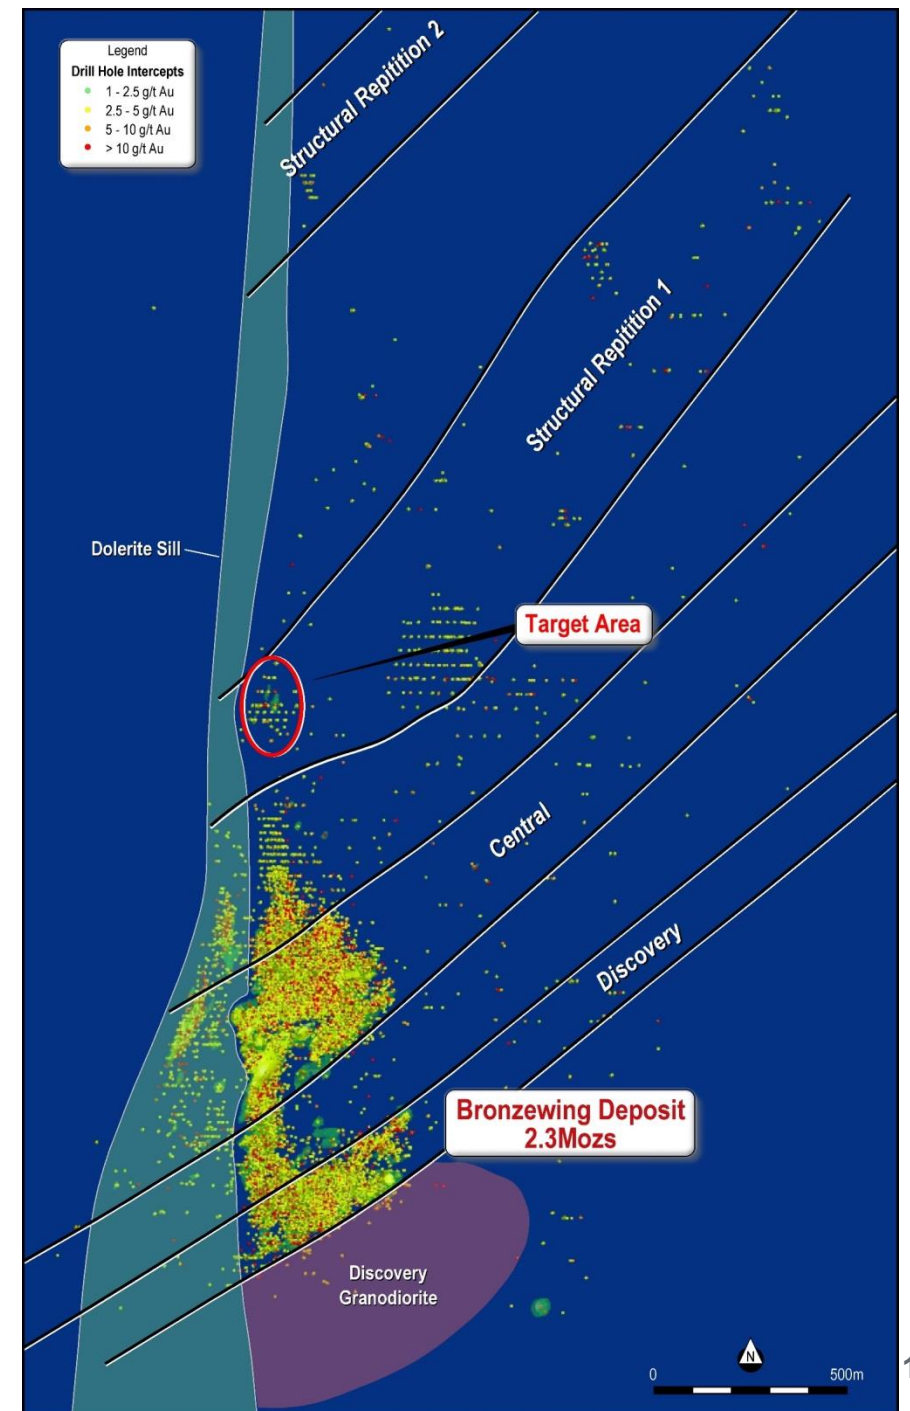 Legend
Drill Hole Intercepts
1 - 2.5 g/t Au
2.5 - 5 g/t Au
5 - 10 g/t Au
> 10 g/t Au
Structural Repitition 2
Structural Repitition 1
Dolerite Sill
Target Area
Central
Discovery
Bronzewing Deposit
2.3Mozs
Discovery
Granodiorite
N
0 500m
1